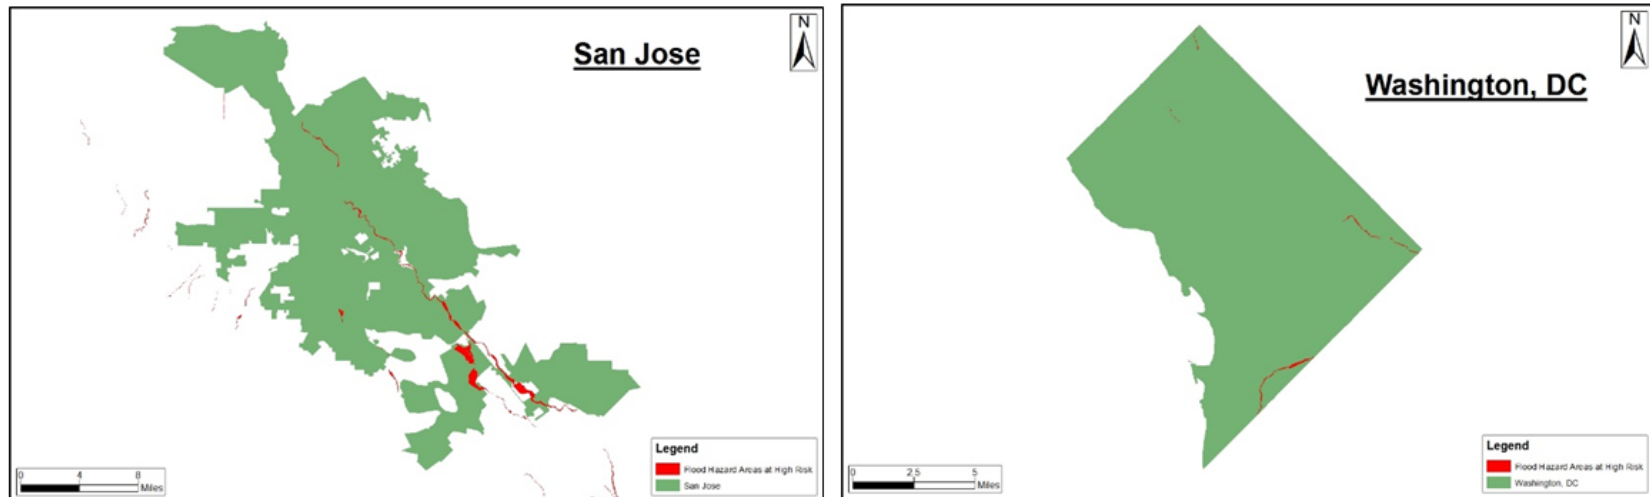 San Jose
N
Legend
Flood Hazard Areas at High Risk
San Jose
0 4 8
Miles
Washington, DC
N
Legend
Flood Hazard Areas at High Risk
Washington, DC
0 2.5 5
Miles